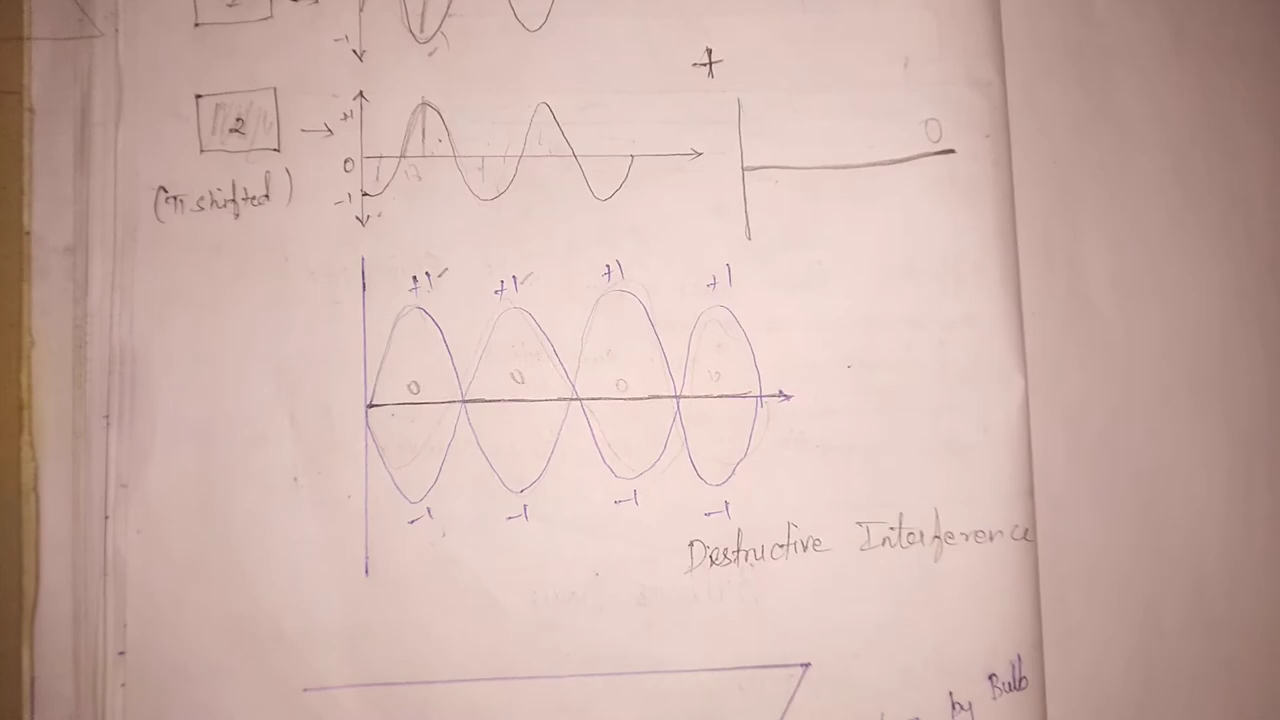 -1
+
+1
2
0
0
-1
(π shifted)
+1 +1 +1 +1
0 0 0 0
-1 -1 -1 -1
Destructive Interference
by Bulb